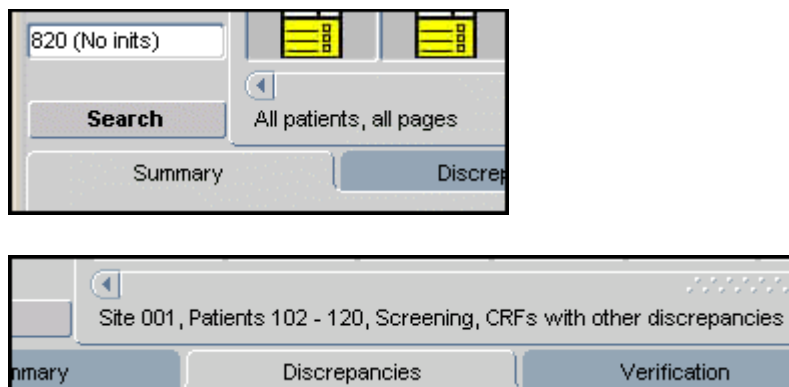 820 (No inits)
Search
All patients, all pages
Summary
Site 001, Patients 102 - 120, Screening, CRFs with other discrepancies
Discrepancies
Verification